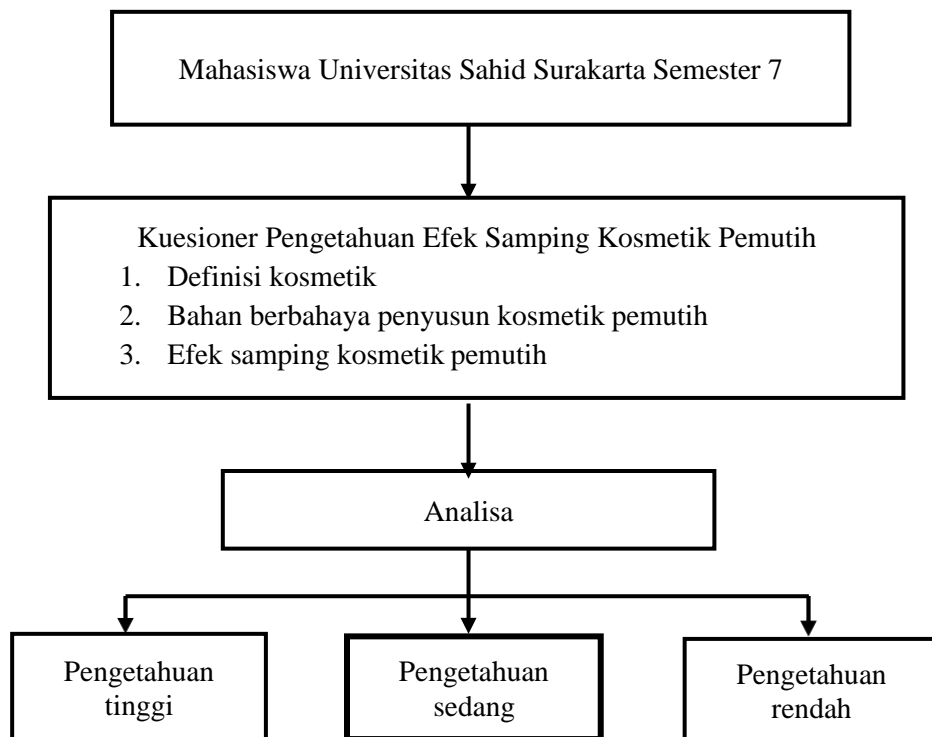 Mahasiswa Universitas Sahid Surakarta Semester 7
Kuesioner Pengetahuan Efek Samping Kosmetik Pemutih
1. Definisi kosmetik
2. Bahan berbahaya penyusun kosmetik pemutih
3. Efek samping kosmetik pemutih
Analisa
Pengetahuan
tinggi
Pengetahuan
sedang
Pengetahuan
rendah